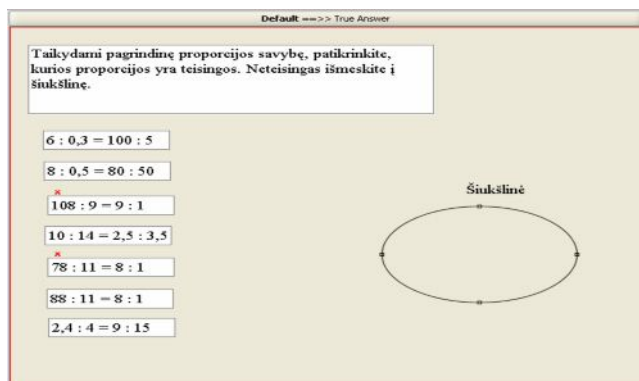 Default ==>> True Answer
Taikydami pagrindinę proporcijos savybę, patikrinkite,
kurios proporcijos yra teisingos. Neteisingas išmeskite į
šiukšlinę.
6 : 0,3 = 100 : 5
8 : 0,5 = 80 : 50
108 : 9 = 9 : 1
10 : 14 = 2,5 : 3,5
78 : 11 = 8 : 1
88 : 11 = 8 : 1
2,4 : 4 = 9 : 15
Šiukšlinė